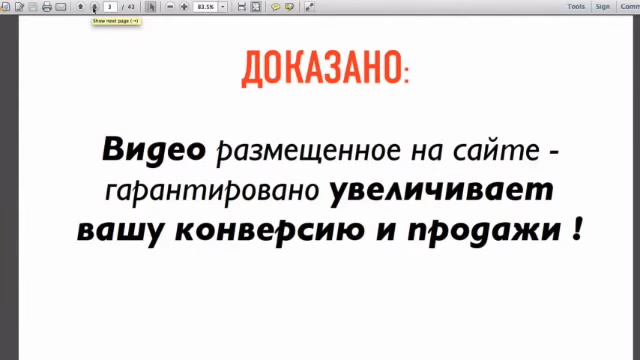 3 / 43 83.5% Tools Sign Comm
Show next page (→)
ДОКАЗАНО:
Видео размещенное на сайте -
гарантировано увеличивает
вашу конверсию и продажи !